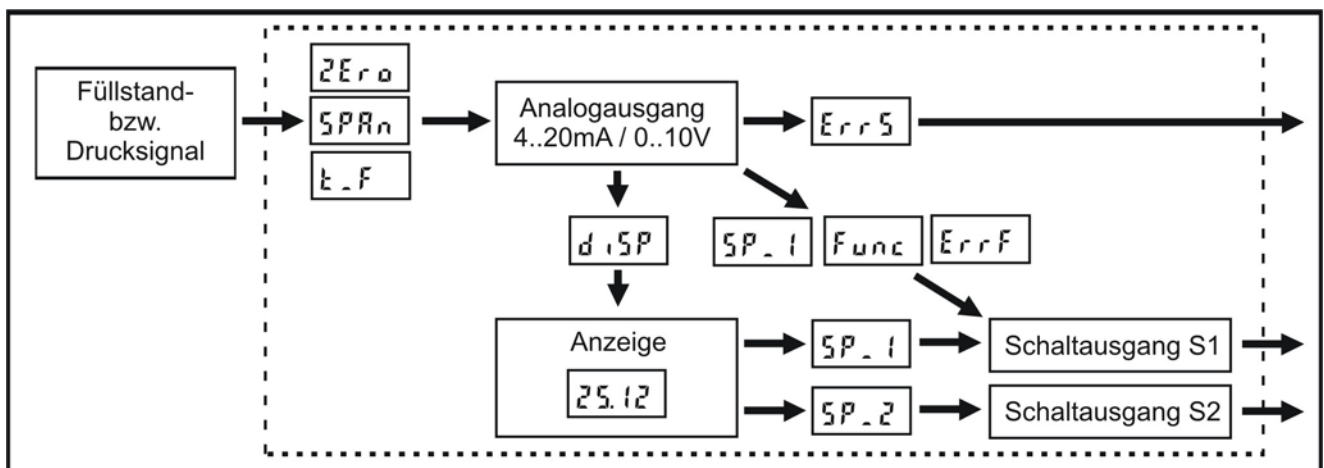 Füllstand-
bzw.
Drucksignal
ZEro
SPAn
t_F
Analogausgang
4..20mA / 0..10V
ErrS
diSP
SP_1
Func
ErrF
Anzeige
25.12
SP_1
Schaltausgang S1
SP_2
Schaltausgang S2